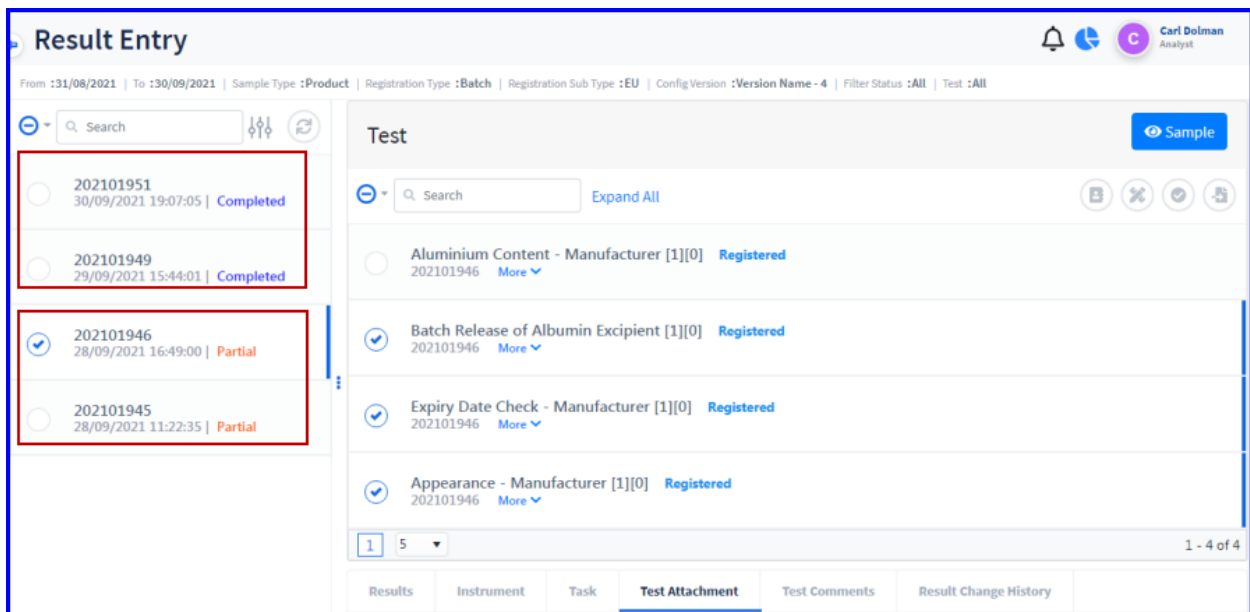 Result Entry
C
Carl Dolman
Analyst
From :31/08/2021 | To :30/09/2021 | Sample Type :Product | Registration Type :Batch | Registration Sub Type :EU | Config Version :Version Name - 4 | Filter Status :All | Test :All
Search
202101951
30/09/2021 19:07:05 | Completed
202101949
29/09/2021 15:44:01 | Completed
202101946
28/09/2021 16:49:00 | Partial
202101945
28/09/2021 11:22:35 | Partial
Test
Sample
Search
Expand All
Aluminium Content - Manufacturer [1][0] Registered
202101946 More
Batch Release of Albumin Excipient [1][0] Registered
202101946 More
Expiry Date Check - Manufacturer [1][0] Registered
202101946 More
Appearance - Manufacturer [1][0] Registered
202101946 More
1 5 1 - 4 of 4
Results Instrument Task Test Attachment Test Comments Result Change History